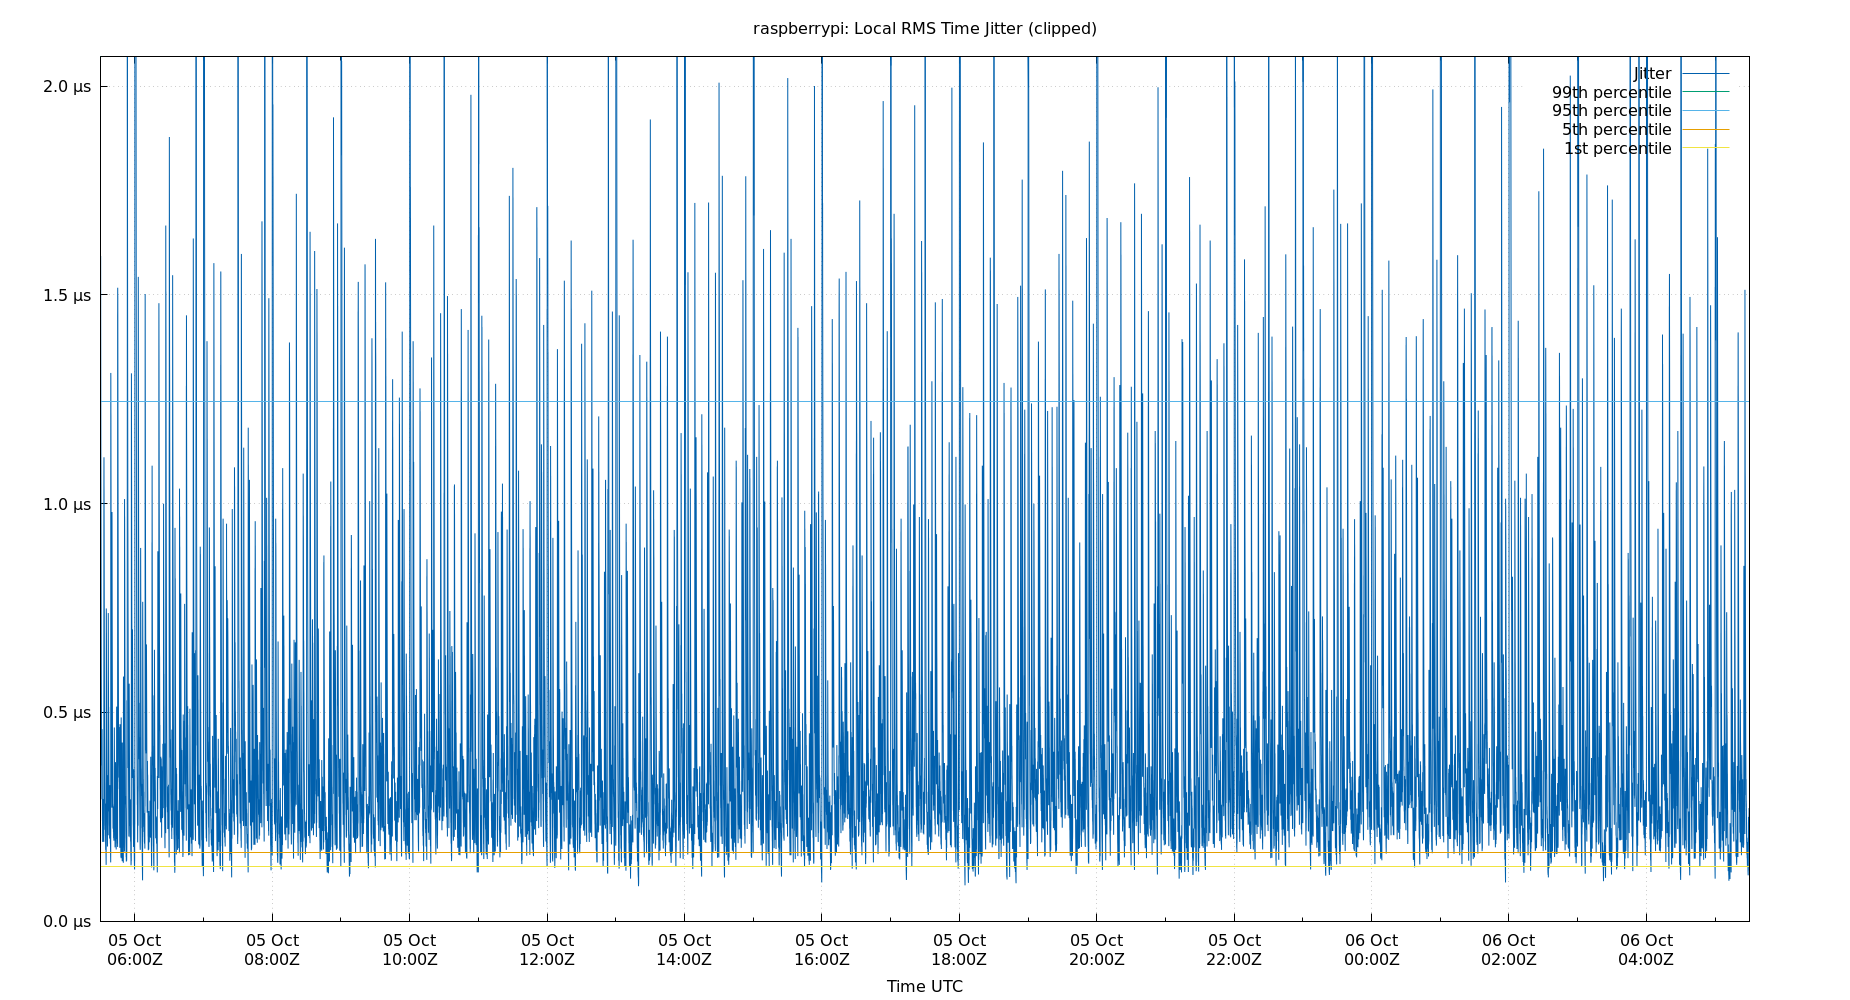 raspberrypi: Local RMS Time Jitter (clipped)
2.0 μs
1.5 μs
1.0 μs
0.5 μs
0.0 μs
Jitter
99th percentile
95th percentile
5th percentile
1st percentile
05 Oct 05 Oct 05 Oct 05 Oct 05 Oct 05 Oct 05 Oct 05 Oct 05 Oct 06 Oct 06 Oct 06 Oct
06:00Z 08:00Z 10:00Z 12:00Z 14:00Z 16:00Z 18:00Z 20:00Z 22:00Z 00:00Z 02:00Z 04:00Z
Time UTC